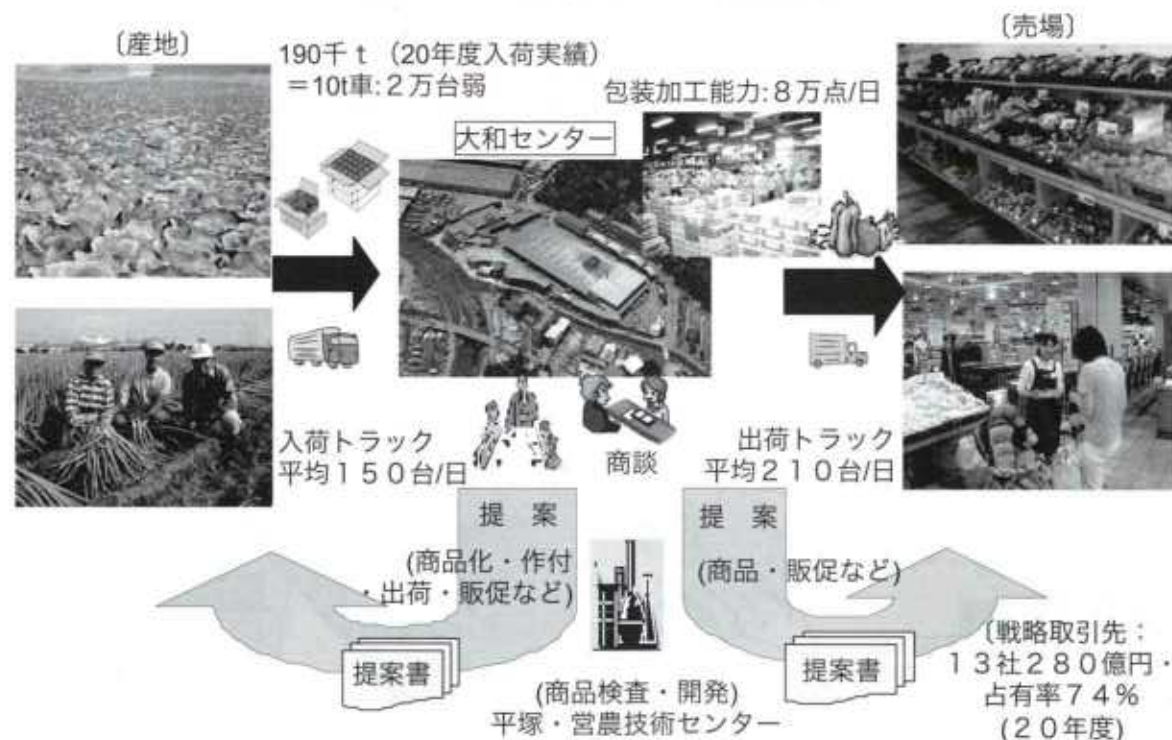 〔産地〕
190千ｔ（20年度入荷実績）
＝10t車:２万台弱
包装加工能力:８万点/日
〔売場〕
大和センター
入荷トラック
平均１５０台/日
商談
出荷トラック
平均２１０台/日
提　案
(商品化・作付
・出荷・販促など)
提案書
提　案
(商品・販促など)
提案書
(商品検査・開発)
平塚・営農技術センター
〔戦略取引先：
１３社２８０億円・
占有率７４%
(２０年度)